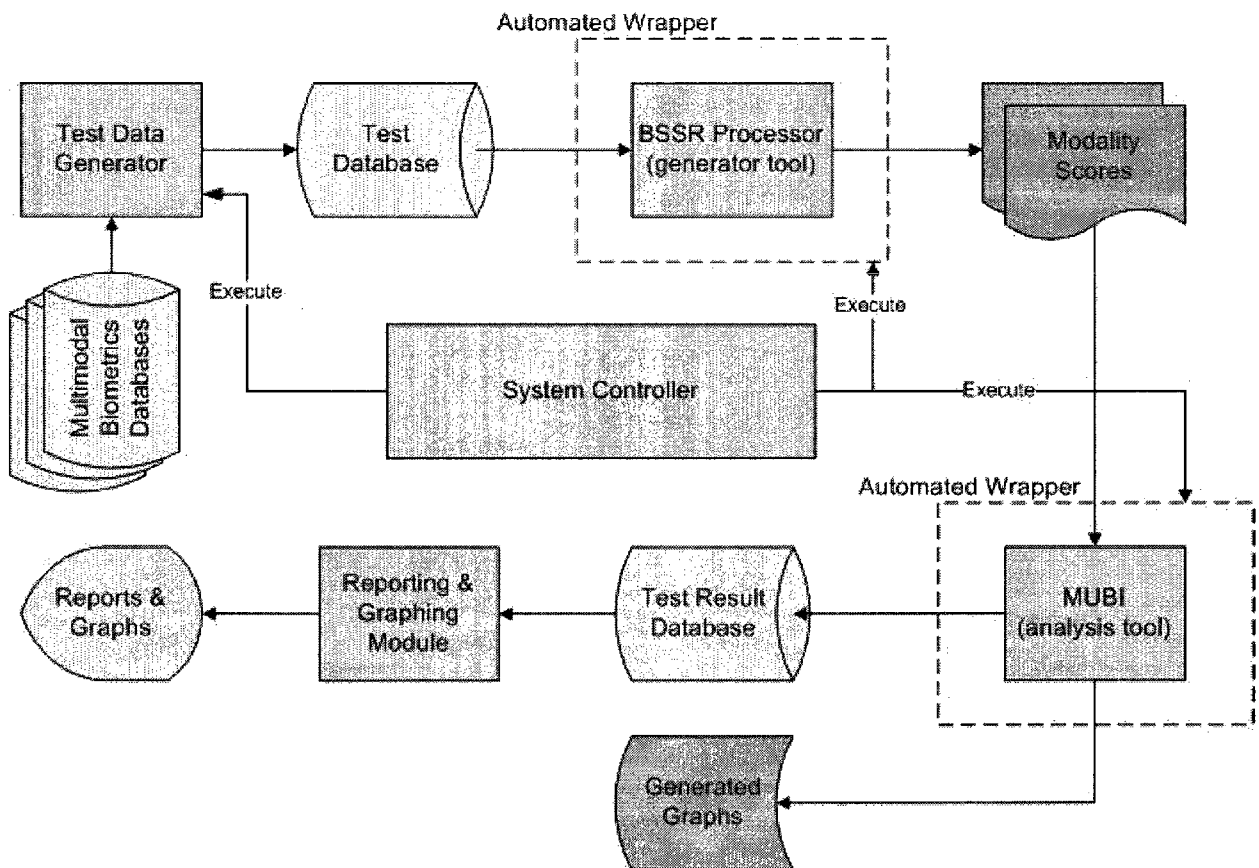 Automated Wrapper
Test Data
Generator
Test
Database
BSSR Processor
(generator tool)
Modality
Scores
Execute
Execute
Multimodal
Biometrics
Databases
System Controller
Execute
Automated Wrapper
Reports &
Graphs
Reporting &
Graphing
Module
Test Result
Database
MUBI
(analysis tool)
Generated
Graphs